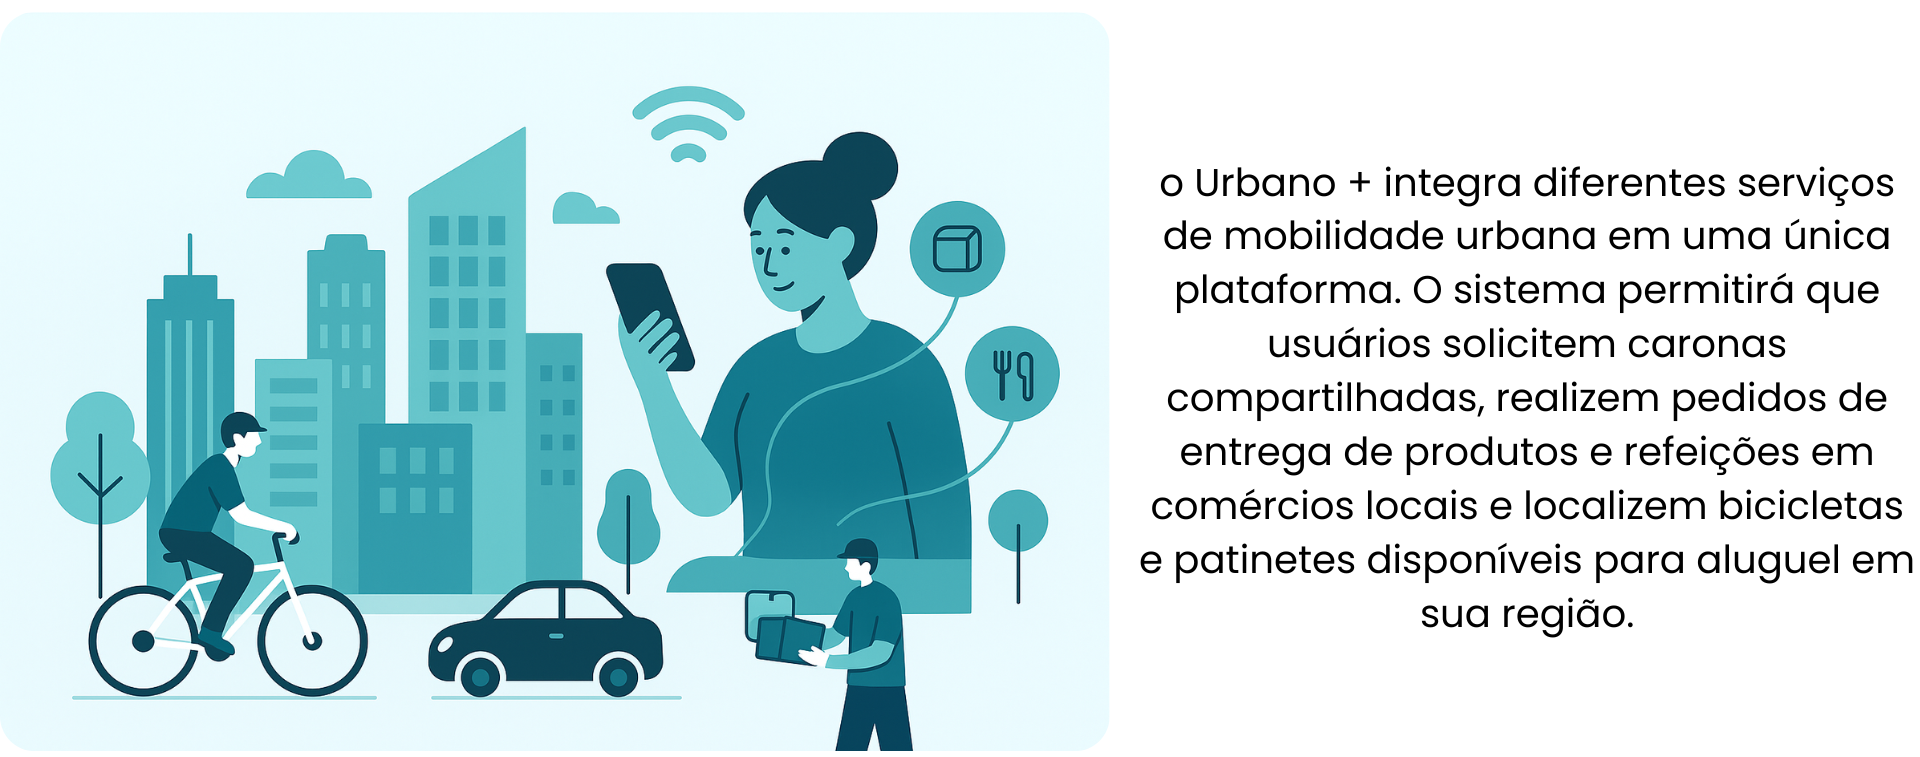 o Urbano + integra diferentes serviços
de mobilidade urbana em uma única
plataforma. O sistema permitirá que
usuários solicitem caronas
compartilhadas, realizem pedidos de
entrega de produtos e refeições em
comércios locais e localizem bicicletas
e patinetes disponíveis para aluguel em
sua região.